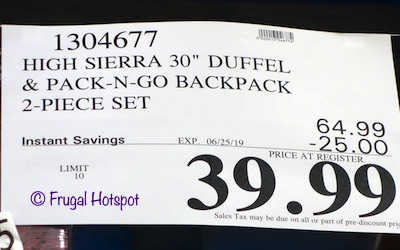 1304677
HIGH SIERRA 30" DUFFEL
& PACK-N-GO BACKPACK
2-PIECE SET
64.99
Instant Savings EXP. 06/25/19 -25.00
PRICE AT REGISTER
LIMIT
10
39.99
© Frugal Hotspot
Sales Tax may be due on all or part of pre-discount